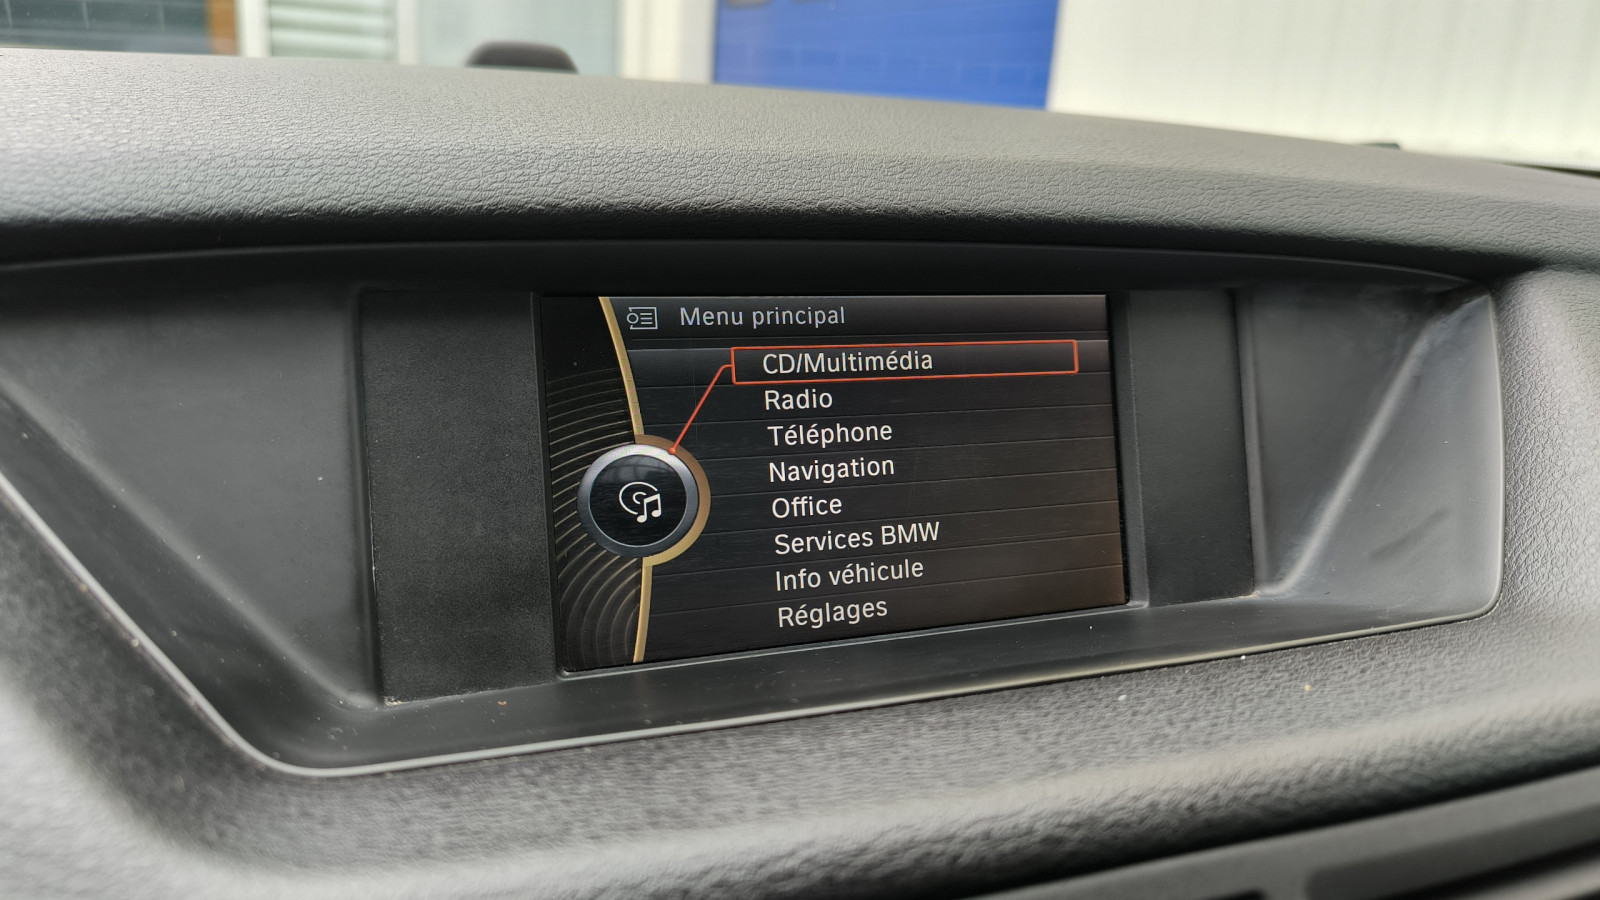 Menu principal
CD/Multimédia
Radio
Téléphone
Navigation
Office
Services BMW
Info véhicule
Réglages